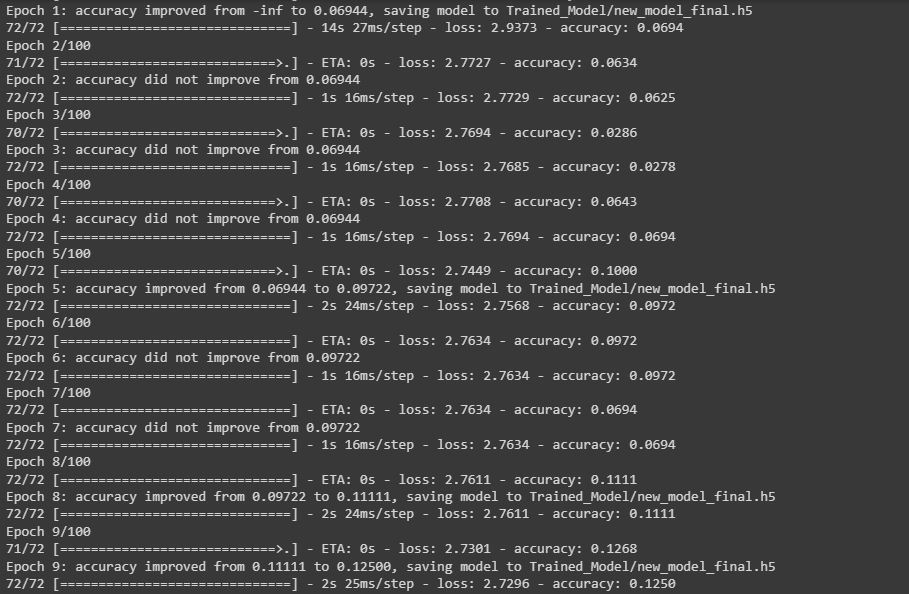 Epoch 1: accuracy improved from -inf to 0.06944, saving model to Trained_Model/new_model_final.h5
72/72 [==============================] - 14s 27ms/step - loss: 2.9373 - accuracy: 0.0694
Epoch 2/100
71/72 [============================>.] - ETA: 0s - loss: 2.7727 - accuracy: 0.0634
Epoch 2: accuracy did not improve from 0.06944
72/72 [==============================] - 1s 16ms/step - loss: 2.7729 - accuracy: 0.0625
Epoch 3/100
70/72 [============================>.] - ETA: 0s - loss: 2.7694 - accuracy: 0.0286
Epoch 3: accuracy did not improve from 0.06944
72/72 [==============================] - 1s 16ms/step - loss: 2.7685 - accuracy: 0.0278
Epoch 4/100
70/72 [============================>.] - ETA: 0s - loss: 2.7708 - accuracy: 0.0643
Epoch 4: accuracy did not improve from 0.06944
72/72 [==============================] - 1s 16ms/step - loss: 2.7694 - accuracy: 0.0694
Epoch 5/100
70/72 [============================>.] - ETA: 0s - loss: 2.7449 - accuracy: 0.1000
Epoch 5: accuracy improved from 0.06944 to 0.09722, saving model to Trained_Model/new_model_final.h5
72/72 [==============================] - 2s 24ms/step - loss: 2.7568 - accuracy: 0.0972
Epoch 6/100
72/72 [==============================] - ETA: 0s - loss: 2.7634 - accuracy: 0.0972
Epoch 6: accuracy did not improve from 0.09722
72/72 [==============================] - 1s 16ms/step - loss: 2.7634 - accuracy: 0.0972
Epoch 7/100
72/72 [==============================] - ETA: 0s - loss: 2.7634 - accuracy: 0.0694
Epoch 7: accuracy did not improve from 0.09722
72/72 [==============================] - 1s 16ms/step - loss: 2.7634 - accuracy: 0.0694
Epoch 8/100
72/72 [==============================] - ETA: 0s - loss: 2.7611 - accuracy: 0.1111
Epoch 8: accuracy improved from 0.09722 to 0.11111, saving model to Trained_Model/new_model_final.h5
72/72 [==============================] - 2s 24ms/step - loss: 2.7611 - accuracy: 0.1111
Epoch 9/100
71/72 [============================>.] - ETA: 0s - loss: 2.7301 - accuracy: 0.1268
Epoch 9: accuracy improved from 0.11111 to 0.12500, saving model to Trained_Model/new_model_final.h5
72/72 [==============================] - 2s 25ms/step - loss: 2.7296 - accuracy: 0.1250